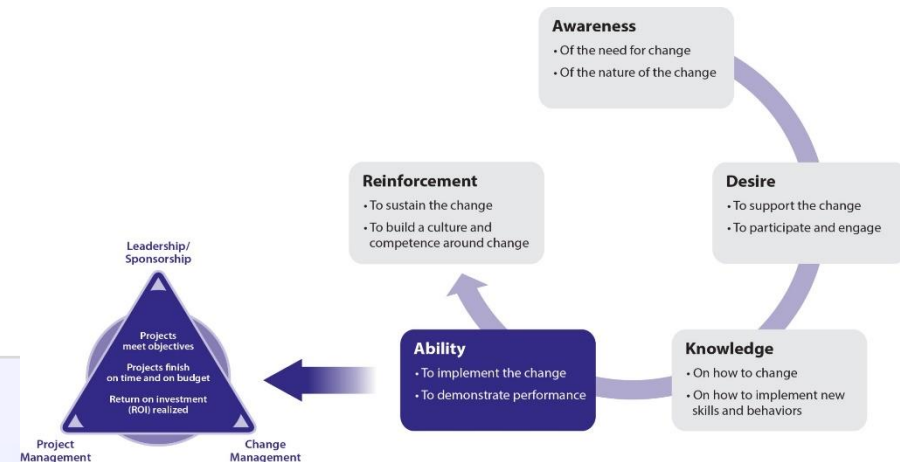 Awareness
• Of the need for change
• Of the nature of the change
Desire
• To support the change
• To participate and engage
Knowledge
• On how to change
• On how to implement new
skills and behaviors
Ability
• To implement the change
• To demonstrate performance
Reinforcement
• To sustain the change
• To build a culture and
competence around change
Leadership/
Sponsorship
Projects
meet objectives
Projects finish
on time and on budget
Return on investment
(ROI) realized
Project
Management
Change
Management